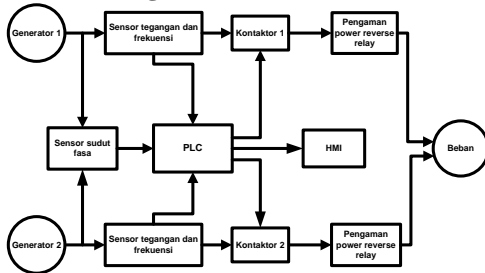 Generator 1
Sensor tegangan dan
frekuensi
Kontaktor 1
Pengaman
power reverse
relay
Sensor sudut
fasa
PLC
HMI
Beban
Generator 2
Sensor tegangan dan
frekuensi
Kontaktor 2
Pengaman
power reverse
relay